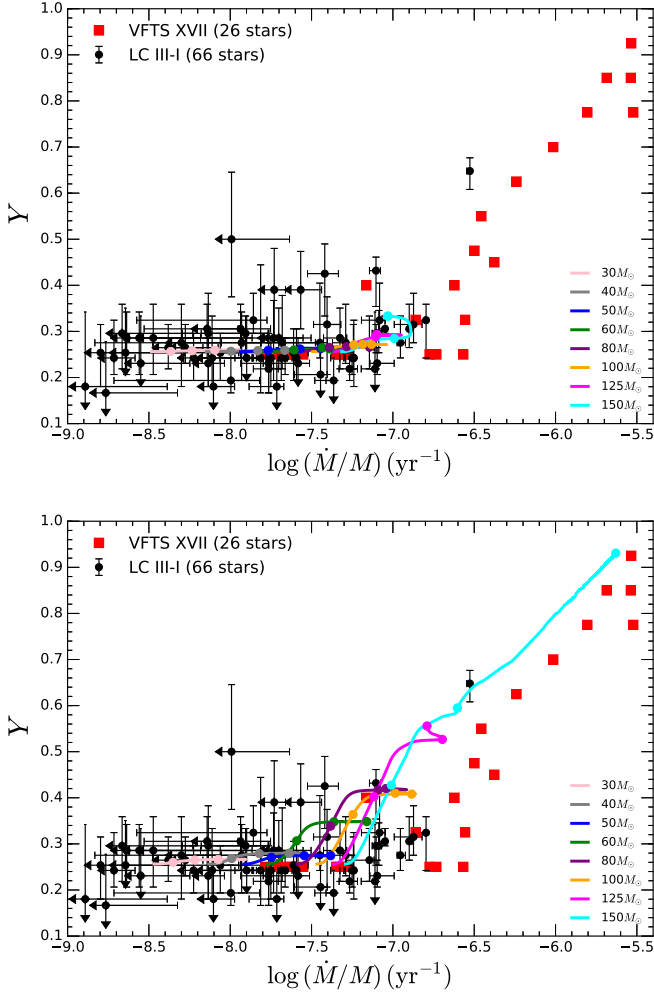 1.0
0.9
0.8
0.7
0.6
0.5
0.4
0.3
0.2
0.1
Y
VFTS XVII (26 stars)
LC III-I (66 stars)
30M⊙
40M⊙
50M⊙
60M⊙
80M⊙
100M⊙
125M⊙
150M⊙
−9.0 −8.5 −8.0 −7.5 −7.0 −6.5 −6.0 −5.5
log (Ṁ/M) (yr⁻¹)
1.0
0.9
0.8
0.7
0.6
0.5
0.4
0.3
0.2
0.1
Y
VFTS XVII (26 stars)
LC III-I (66 stars)
30M⊙
40M⊙
50M⊙
60M⊙
80M⊙
100M⊙
125M⊙
150M⊙
−9.0 −8.5 −8.0 −7.5 −7.0 −6.5 −6.0 −5.5
log (Ṁ/M) (yr⁻¹)